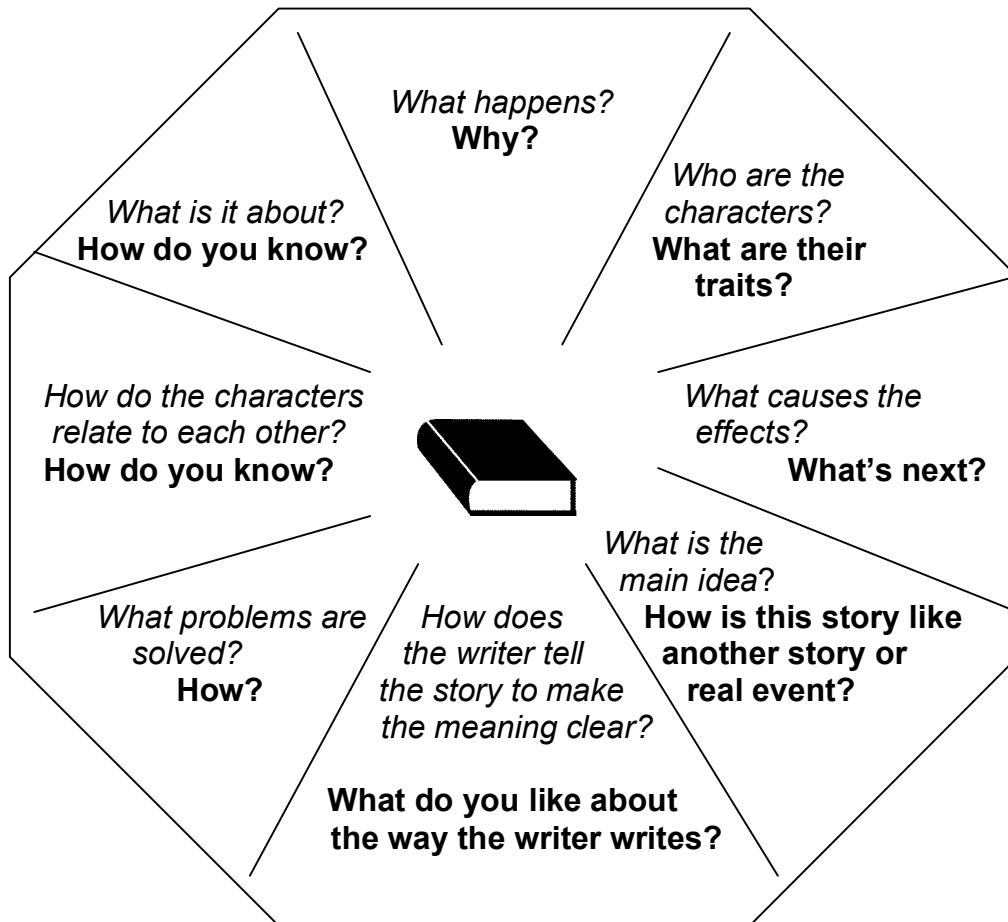 What happens?
Why?
Who are the
characters?
What are their
traits?
What causes the
effects?
What's next?
What is the
main idea?
How is this story like
another story or
real event?
How does
the writer tell
the story to make
the meaning clear?
What do you like about
the way the writer writes?
What problems are
solved?
How?
How do the characters
relate to each other?
How do you know?
What is it about?
How do you know?